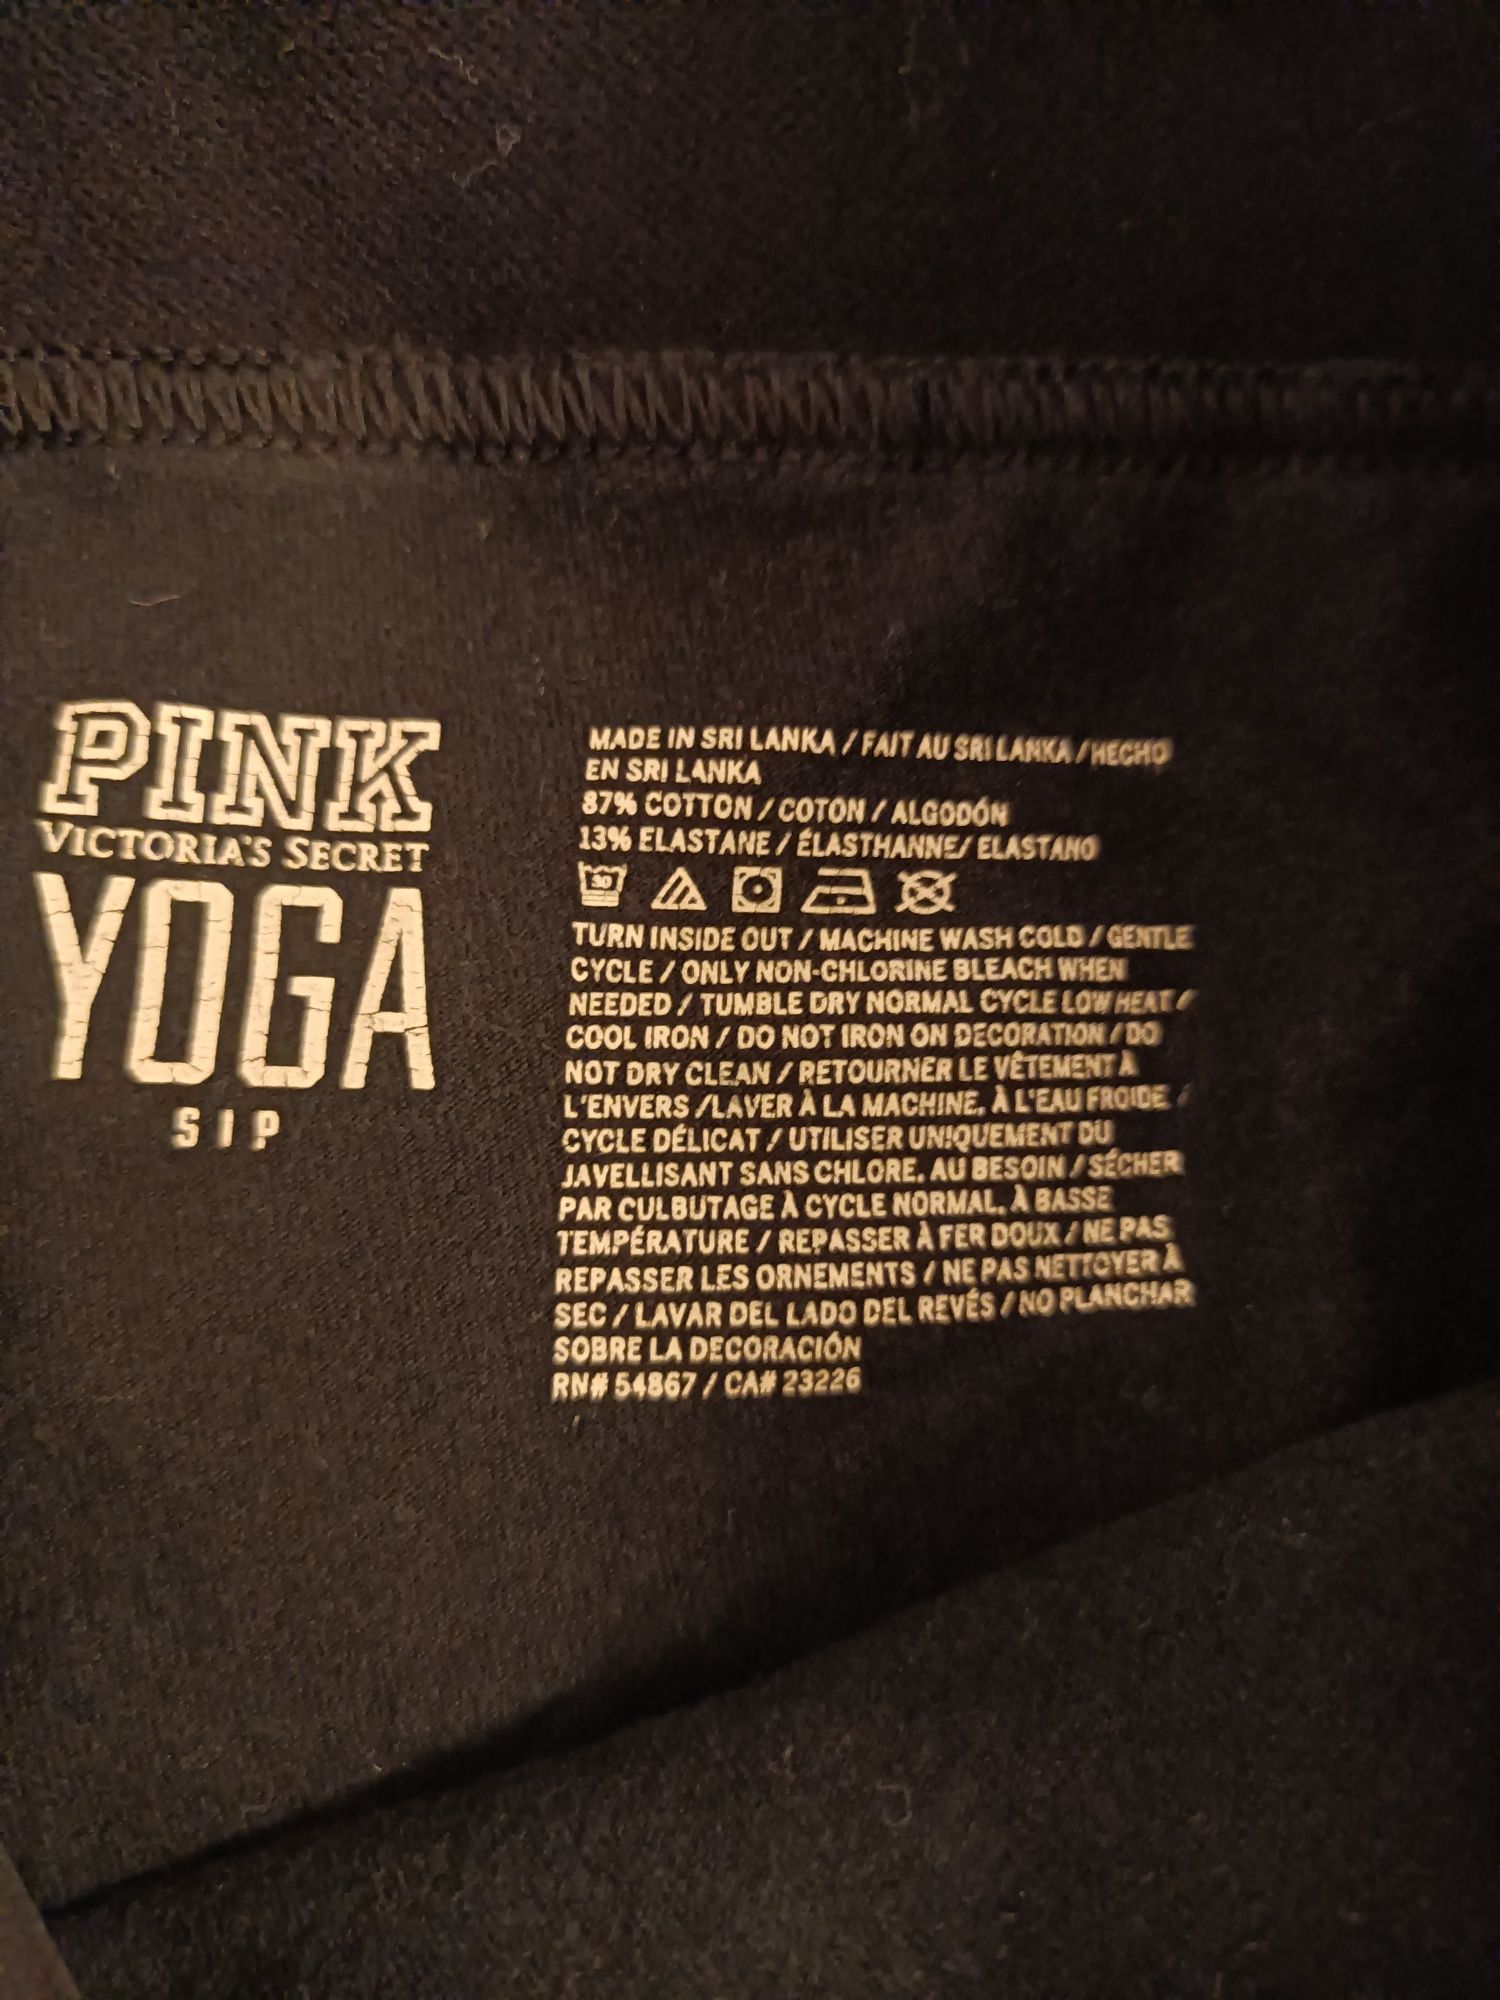 PINK
VICTORIA'S SECRET
YOGA
S I P
MADE IN SRI LANKA / FAIT AU SRI LANKA / HECHO
EN SRI LANKA
87% COTTON / COTON / ALGODÓN
13% ELASTANE / ÉLASTHANNE/ ELASTANO
30
TURN INSIDE OUT / MACHINE WASH COLD / GENTLE
CYCLE / ONLY NON-CHLORINE BLEACH WHEN
NEEDED / TUMBLE DRY NORMAL CYCLE LOW HEAT /
COOL IRON / DO NOT IRON ON DECORATION / DO
NOT DRY CLEAN / RETOURNER LE VÊTEMENT À
L'ENVERS /LAVER À LA MACHINE, À L'EAU FROIDE /
CYCLE DÉLICAT / UTILISER UNIQUEMENT DU
JAVELLISANT SANS CHLORE, AU BESOIN / SÉCHER
PAR CULBUTAGE À CYCLE NORMAL, À BASSE
TEMPÉRATURE / REPASSER À FER DOUX / NE PAS
REPASSER LES ORNEMENTS / NE PAS NETTOYER À
SEC / LAVAR DEL LADO DEL REVÉS / NO PLANCHAR
SOBRE LA DECORACIÓN
RN# 54867 / CA# 23226